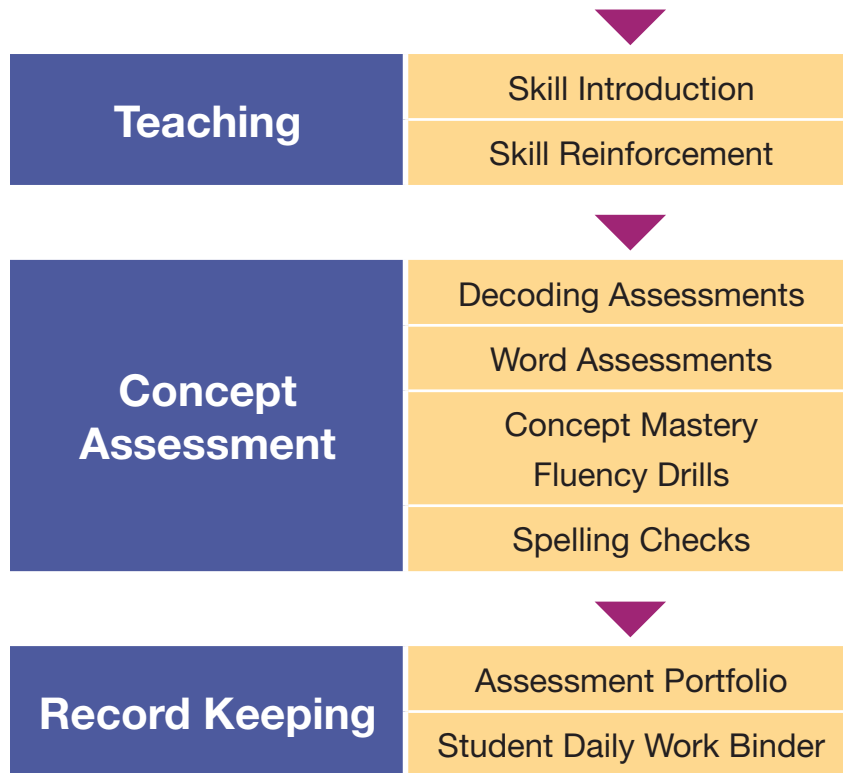 Teaching
Skill Introduction
Skill Reinforcement
Concept
Assessment
Decoding Assessments
Word Assessments
Concept Mastery
Fluency Drills
Spelling Checks
Record Keeping
Assessment Portfolio
Student Daily Work Binder